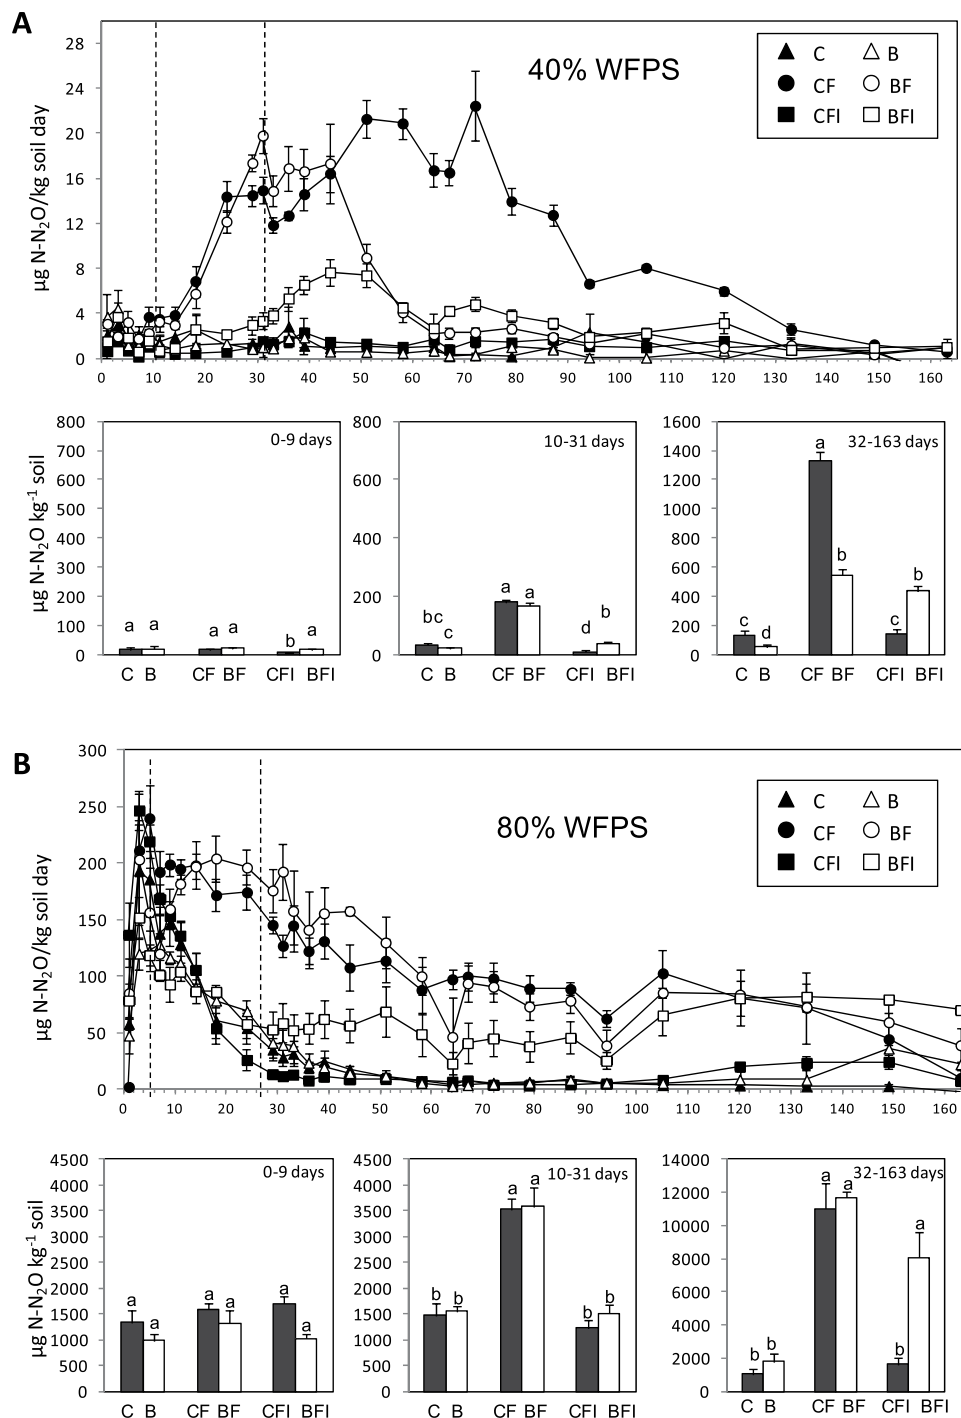 A
28
24
20
16
12
8
4
0
µg N-N₂O/kg soil day
40% WFPS
C B
CF BF
CFI BFI
0 10 20 30 40 50 60 70 80 90 100 110 120 130 140 150 160
µg N-N₂O kg⁻¹ soil
800
700
600
500
400
300
200
100
0
0-9 days
a a a a b a
C B CF BF CFI BFI
800
600
400
200
0
10-31 days
bc c a a d b
C B CF BF CFI BFI
1600
1400
1200
1000
800
600
400
200
0
32-163 days
c d a b c b
C B CF BF CFI BFI
B
300
250
200
150
100
50
0
µg N-N₂O/kg soil day
80% WFPS
C B
CF BF
CFI BFI
0 10 20 30 40 50 60 70 80 90 100 110 120 130 140 150 160
µg N-N₂O kg⁻¹ soil
4500
4000
3500
3000
2500
2000
1500
1000
500
0
0-9 days
a a a a a a
C B CF BF CFI BFI
4500
4000
3500
3000
2500
2000
1500
1000
500
0
10-31 days
b b a a b b
C B CF BF CFI BFI
14000
12000
10000
8000
6000
4000
2000
0
32-163 days
b b a a b a
C B CF BF CFI BFI